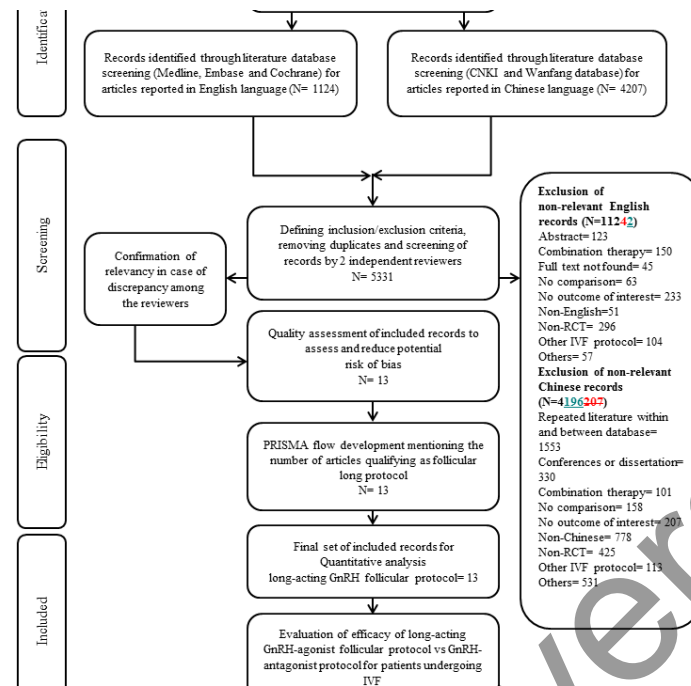 Identifica
Records identified through literature database
screening (Medline, Embase and Cochrane) for
articles reported in English language (N= 1124)
Records identified through literature database
screening (CNKI and Wanfang database) for
articles reported in Chinese language (N= 4207)
Screening
Confirmation of
relevancy in case of
discrepancy among
the reviewers
Defining inclusion/exclusion criteria,
removing duplicates and screening of
records by 2 independent reviewers
N= 5331
Exclusion of
non-relevant English
records (N=11242)
Abstract= 123
Combination therapy= 150
Full text not found= 45
No comparison= 63
No outcome of interest= 233
Non-English=51
Non-RCT= 296
Other IVF protocol= 104
Others= 57
Exclusion of non-relevant
Chinese records
(N=4196207)
Repeated literature within
and between database=
1553
Conferences or dissertation=
330
Combination therapy= 101
No comparison= 158
No outcome of interest= 207
Non-Chinese= 778
Non-RCT= 425
Other IVF protocol= 113
Others= 531
Quality assessment of included records to
assess and reduce potential
risk of bias
N= 13
Eligibility
PRISMA flow development mentioning the
number of articles qualifying as follicular
long protocol
N= 13
Included
Final set of included records for
Quantitative analysis
long-acting GnRH follicular protocol= 13
Evaluation of efficacy of long-acting
GnRH-agonist follicular protocol vs GnRH-
antagonist protocol for patients undergoing
IVF
ver